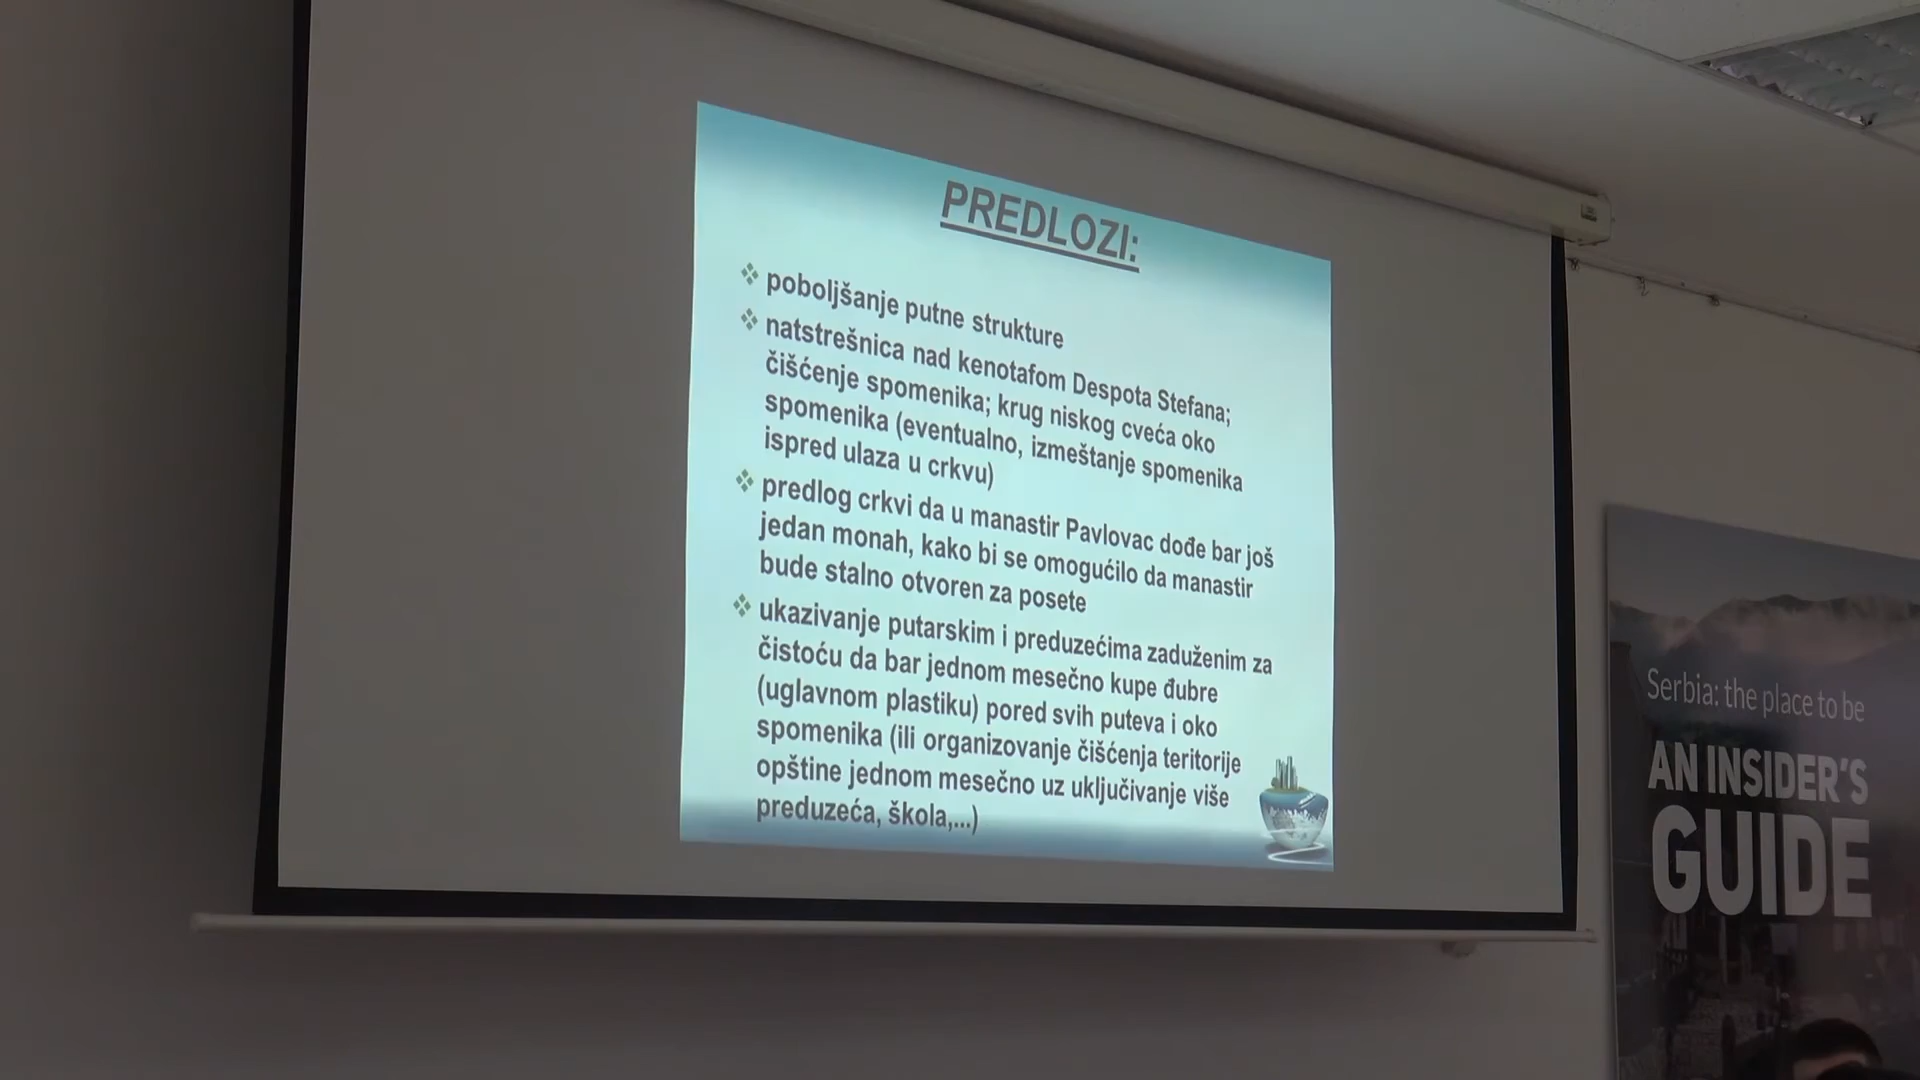 PREDLOZI:
❖ poboljšanje putne strukture
❖ natstrešnica nad kenotafom Despota Stefana;
čišćenje spomenika; krug niskog cveća oko
spomenika (eventualno, izmeštanje spomenika
ispred ulaza u crkvu)
❖ predlog crkvi da u manastir Pavlovac dođe bar još
jedan monah, kako bi se omogućilo da manastir
bude stalno otvoren za posete
❖ ukazivanje putarskim i preduzećima zaduženim za
čistoću da bar jednom mesečno kupe đubre
(uglavnom plastiku) pored svih puteva i oko
spomenika (ili organizovanje čišćenja teritorije
opštine jednom mesečno uz uključivanje više
preduzeća, škola,...)
Serbia: the place to be
AN INSIDER'S
GUIDE